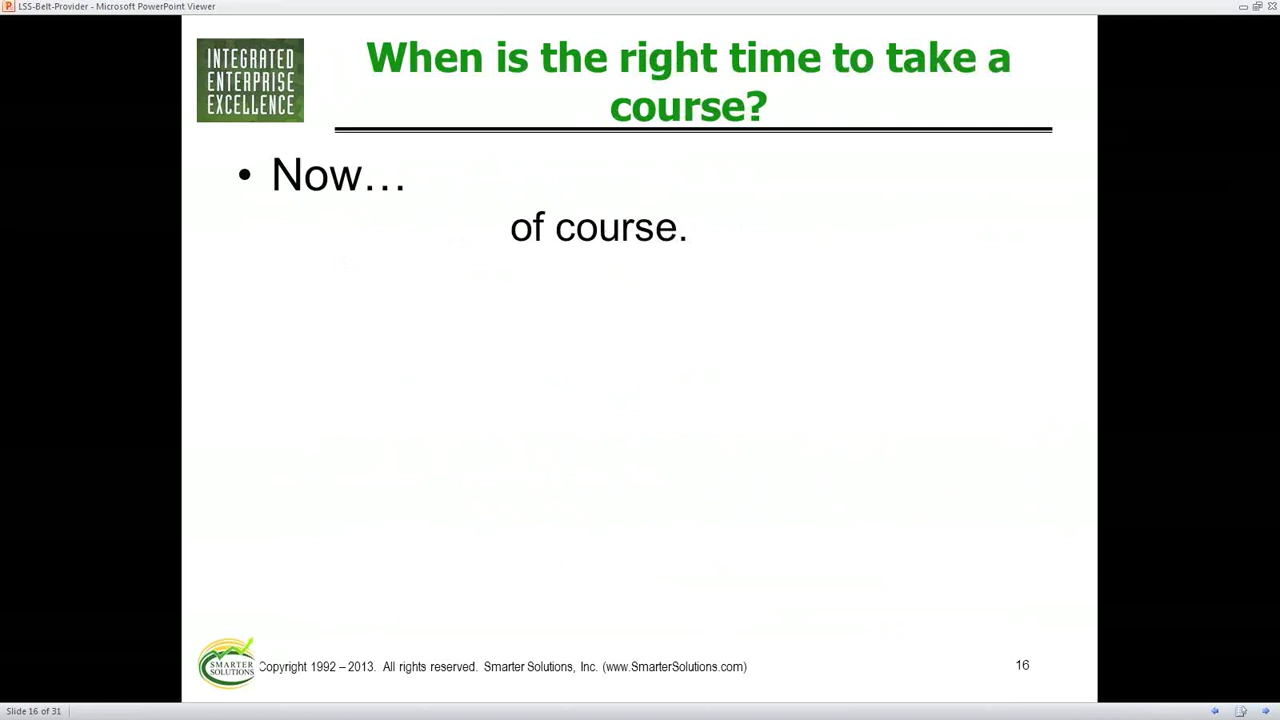 LSS-Belt-Provider - Microsoft PowerPoint Viewer
INTEGRATED
ENTERPRISE
EXCELLENCE
When is the right time to take a
course?
• Now…
of course.
SMARTER
SOLUTIONS
Copyright 1992 – 2013. All rights reserved. Smarter Solutions, Inc. (www.SmarterSolutions.com)
16
Slide 16 of 31